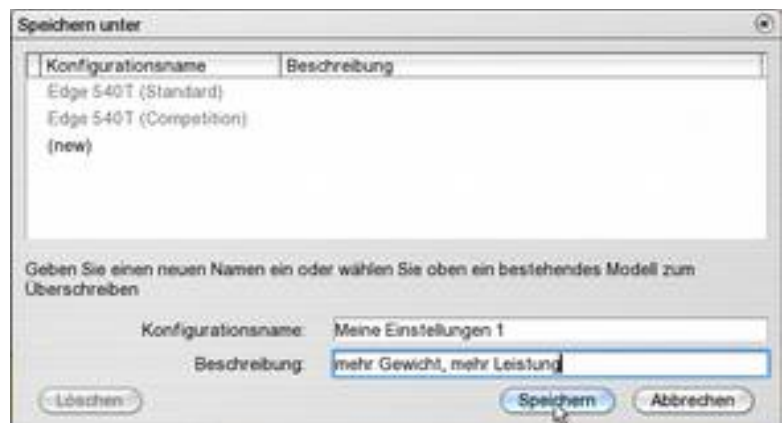 Speichern unter
Konfigurationsname Beschreibung
Edge 540T (Standard)
Edge 540T (Competition)
(new)
Geben Sie einen neuen Namen ein oder wählen Sie oben ein bestehendes Modell zum
Überschreiben
Konfigurationsname: Meine Einstellungen 1
Beschreibung: mehr Gewicht, mehr Leistung
Löschen Speichern Abbrechen